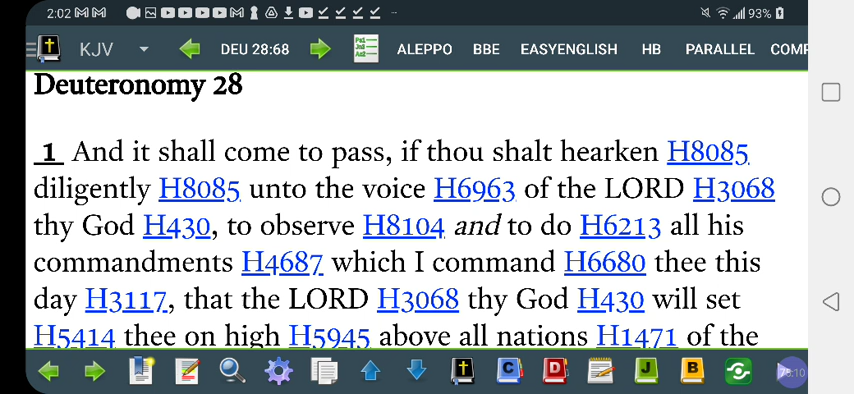 2:02
93%
KJV DEU 28:68 ALEPPO BBE EASYENGLISH HB PARALLEL
Deuteronomy 28
1 And it shall come to pass, if thou shalt hearken H8085
diligently H8085 unto the voice H6963 of the LORD H3068
thy God H430, to observe H8104 and to do H6213 all his
commandments H4687 which I command H6680 thee this
day H3117, that the LORD H3068 thy God H430 will set
H5414 thee on high H5945 above all nations H1471 of the
C D J B